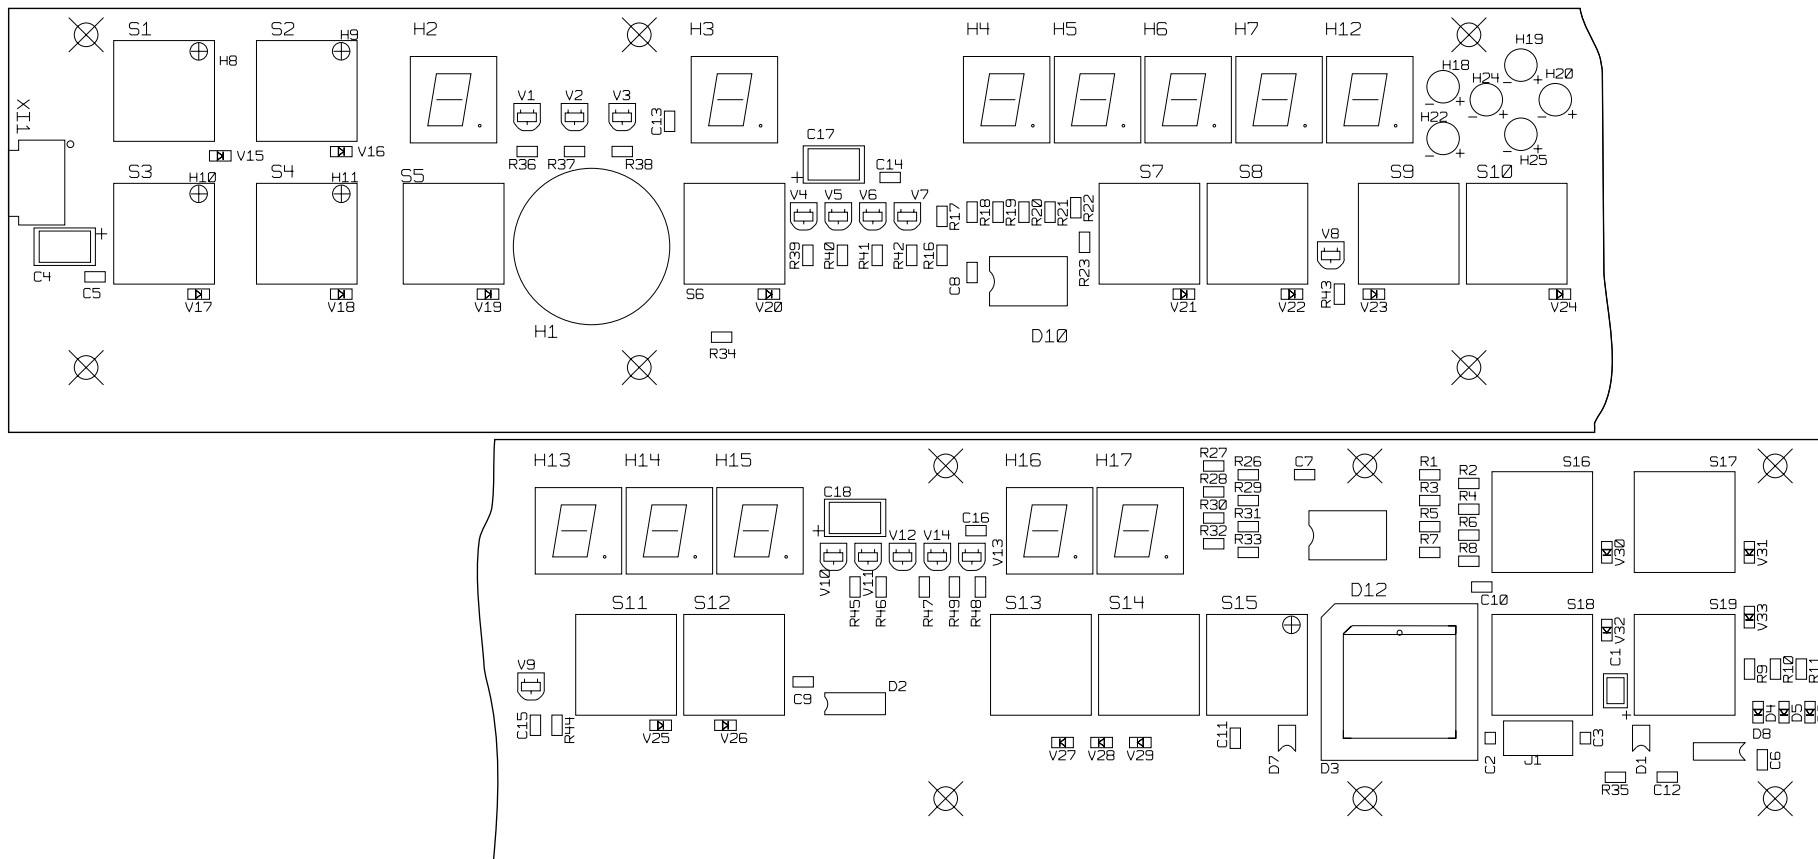 S1 S2 H2 H3 H4 H5 H6 H7 H12
H9 H8 H19
H18 H24 H20
V1 V2 V3 C13 H22
XI1 C17 H25
V15 V16 R36 R37 R38 C14
S3 H10 S4 H11 S5 S7 S8 S9 S10
V4 V5 V6 V7 R17 R18 R19 R20 R21 R22
V8
R39 R40 R41 R42 R16 C8 R23
C4 C5 V17 V18 V19 S6 V20 V21 V22 R43 V23 V24
H1 D10
R34
H13 H14 H15 H16 H17 R27 R26 C7 R1 R2 S16 S17
R28 R29 R3 R4
C18 R30 R31 R5 R6
C16 R32 R33 R7 R8
V10 V11 V12 V14 V13 V30 V31
R45 R46 R47 R49 R48 D12 C10
S11 S12 S13 S14 S15 S18 S19
V32 V33
V9 C9 D2 C1 R9 R10 R11
C15 R44 V25 V26 C11 D4 D5
V27 V28 V29 D7 D3 C2 J1 C3 D1 D8 C6
R35 C12